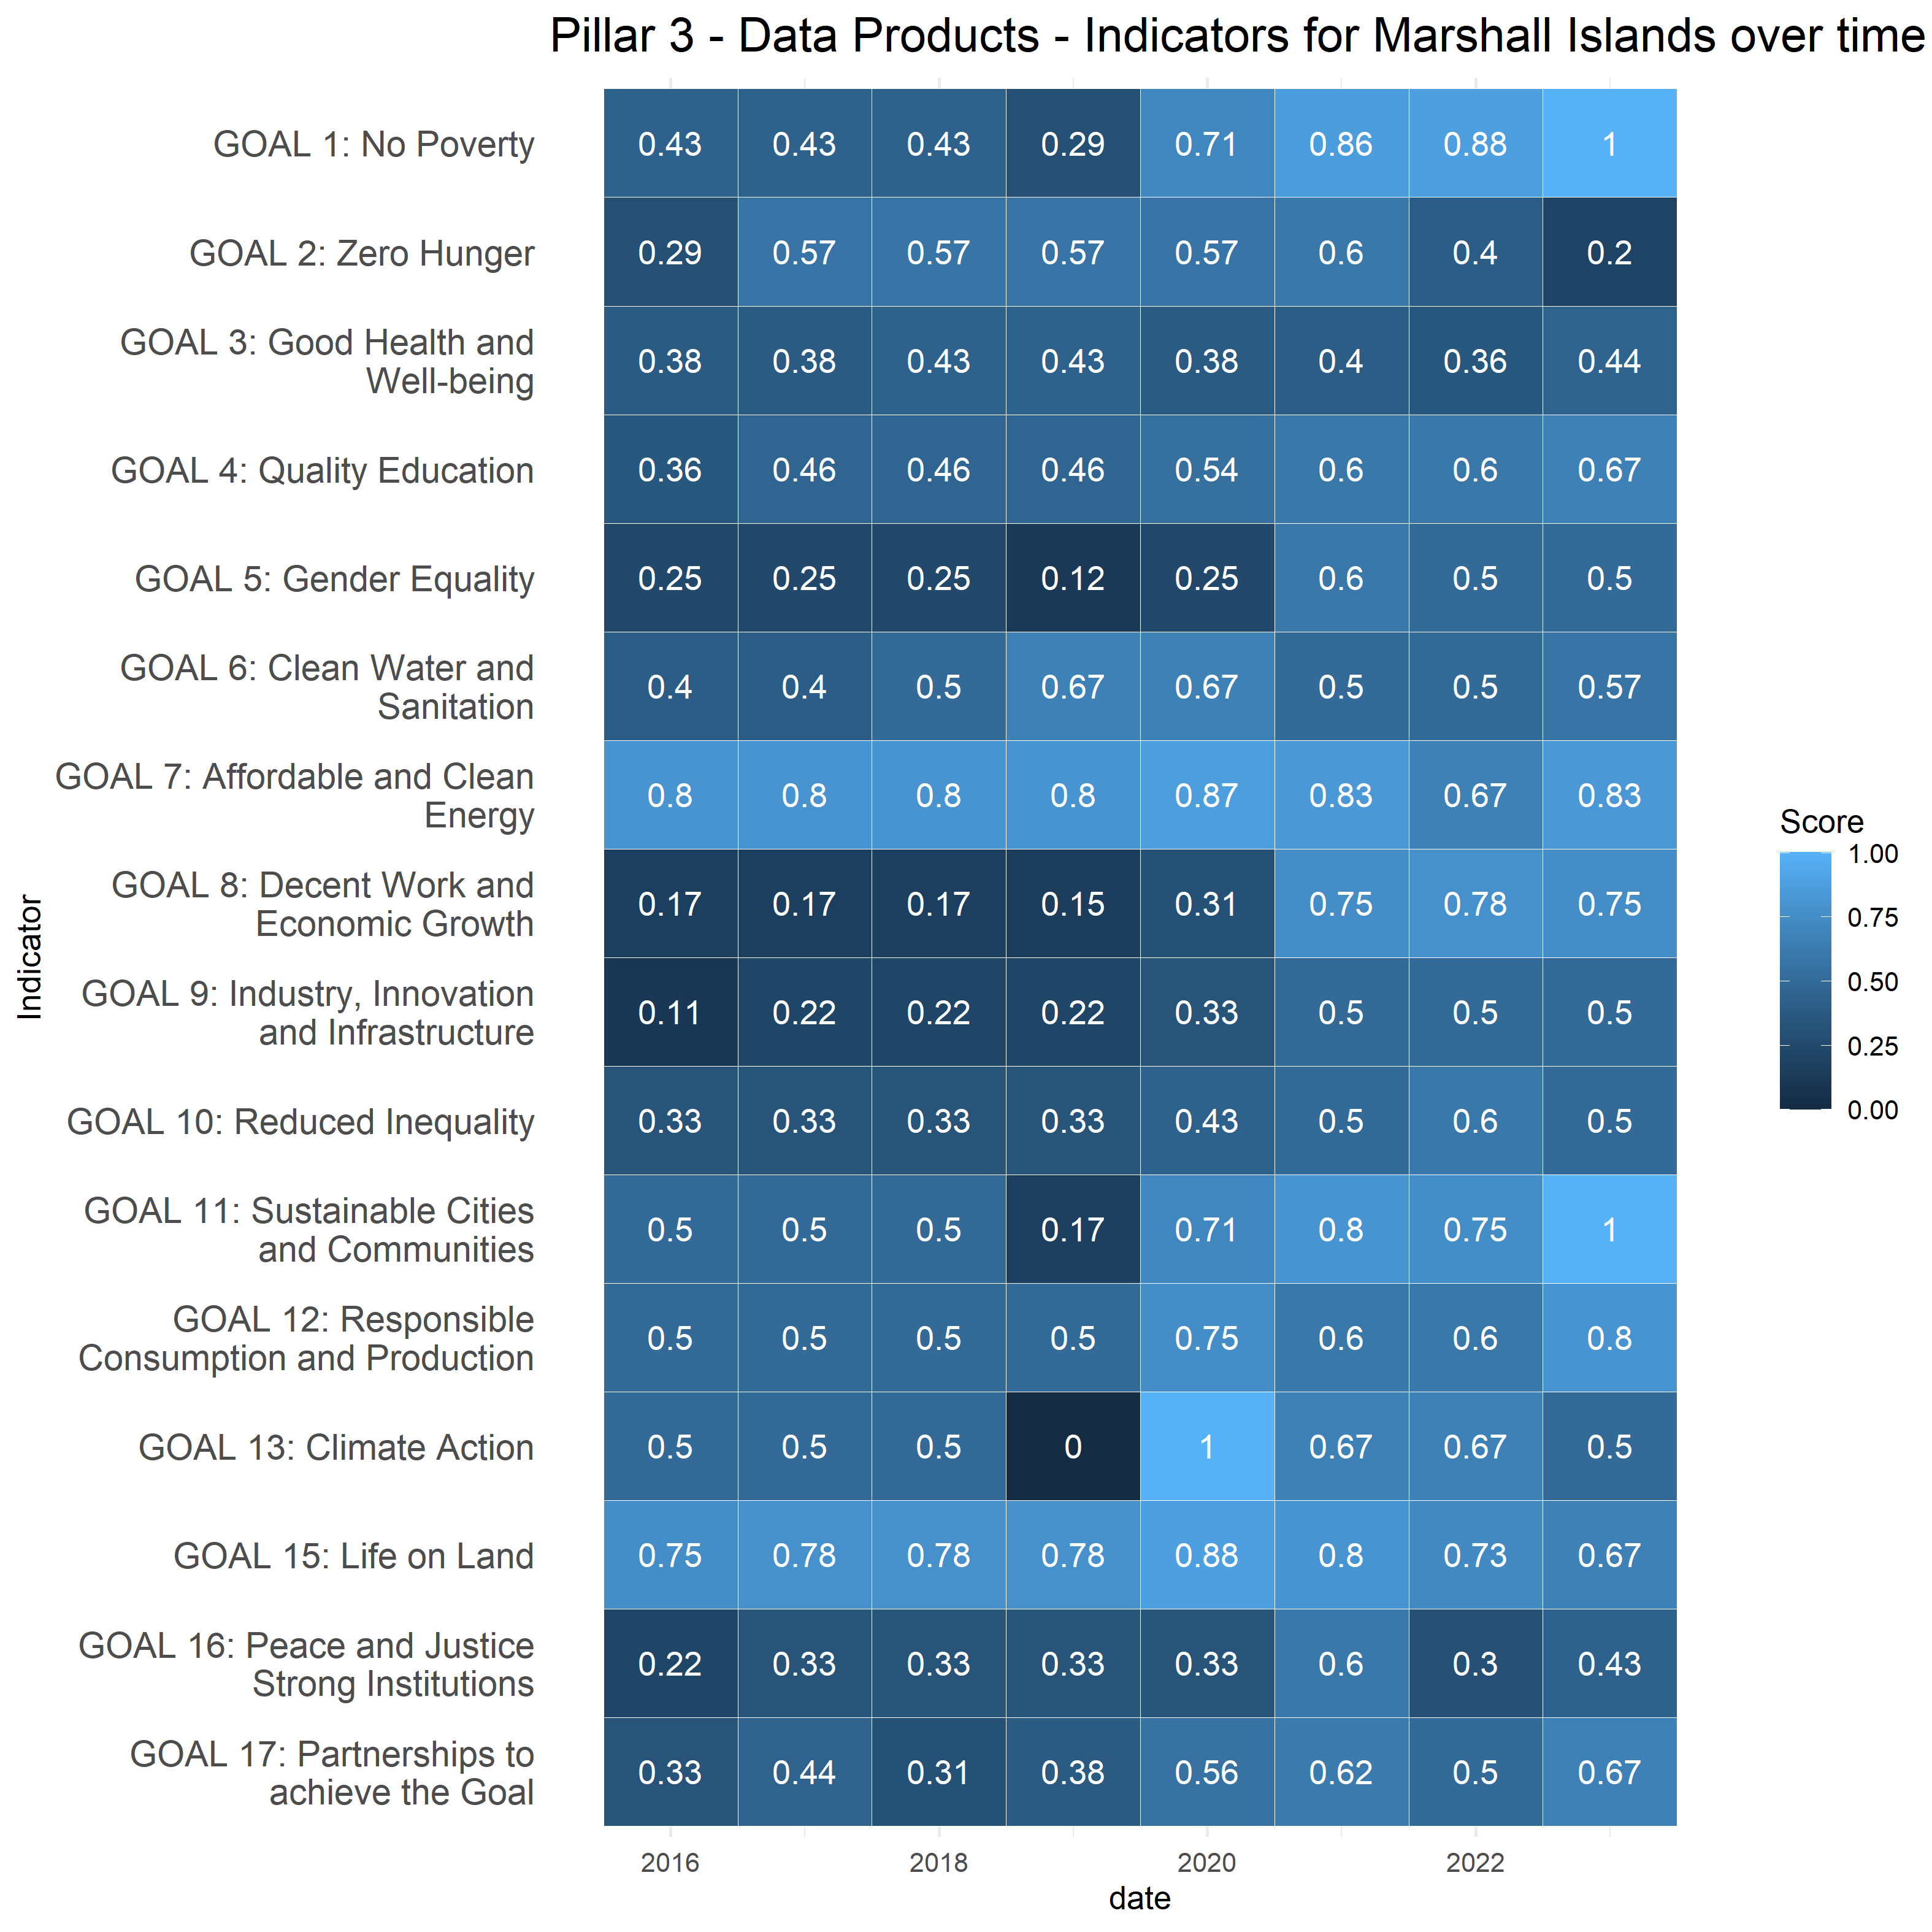 Pillar 3 - Data Products - Indicators for Marshall Islands over time
GOAL 1: No Poverty 0.43 0.43 0.43 0.29 0.71 0.86 0.88 1
GOAL 2: Zero Hunger 0.29 0.57 0.57 0.57 0.57 0.6 0.4 0.2
GOAL 3: Good Health and
Well-being
0.38 0.38 0.43 0.43 0.38 0.4 0.36 0.44
GOAL 4: Quality Education 0.36 0.46 0.46 0.46 0.54 0.6 0.6 0.67
GOAL 5: Gender Equality 0.25 0.25 0.25 0.12 0.25 0.6 0.5 0.5
GOAL 6: Clean Water and
Sanitation
0.4 0.4 0.5 0.67 0.67 0.5 0.5 0.57
GOAL 7: Affordable and Clean
Energy
0.8 0.8 0.8 0.8 0.87 0.83 0.67 0.83
GOAL 8: Decent Work and
Economic Growth
0.17 0.17 0.17 0.15 0.31 0.75 0.78 0.75
GOAL 9: Industry, Innovation
and Infrastructure
0.11 0.22 0.22 0.22 0.33 0.5 0.5 0.5
GOAL 10: Reduced Inequality 0.33 0.33 0.33 0.33 0.43 0.5 0.6 0.5
GOAL 11: Sustainable Cities
and Communities
0.5 0.5 0.5 0.17 0.71 0.8 0.75 1
GOAL 12: Responsible
Consumption and Production
0.5 0.5 0.5 0.5 0.75 0.6 0.6 0.8
GOAL 13: Climate Action 0.5 0.5 0.5 0 1 0.67 0.67 0.5
GOAL 15: Life on Land 0.75 0.78 0.78 0.78 0.88 0.8 0.73 0.67
GOAL 16: Peace and Justice
Strong Institutions
0.22 0.33 0.33 0.33 0.33 0.6 0.3 0.43
GOAL 17: Partnerships to
achieve the Goal
0.33 0.44 0.31 0.38 0.56 0.62 0.5 0.67
2016 2018 2020 2022
date
Indicator
Score
1.00
0.75
0.50
0.25
0.00